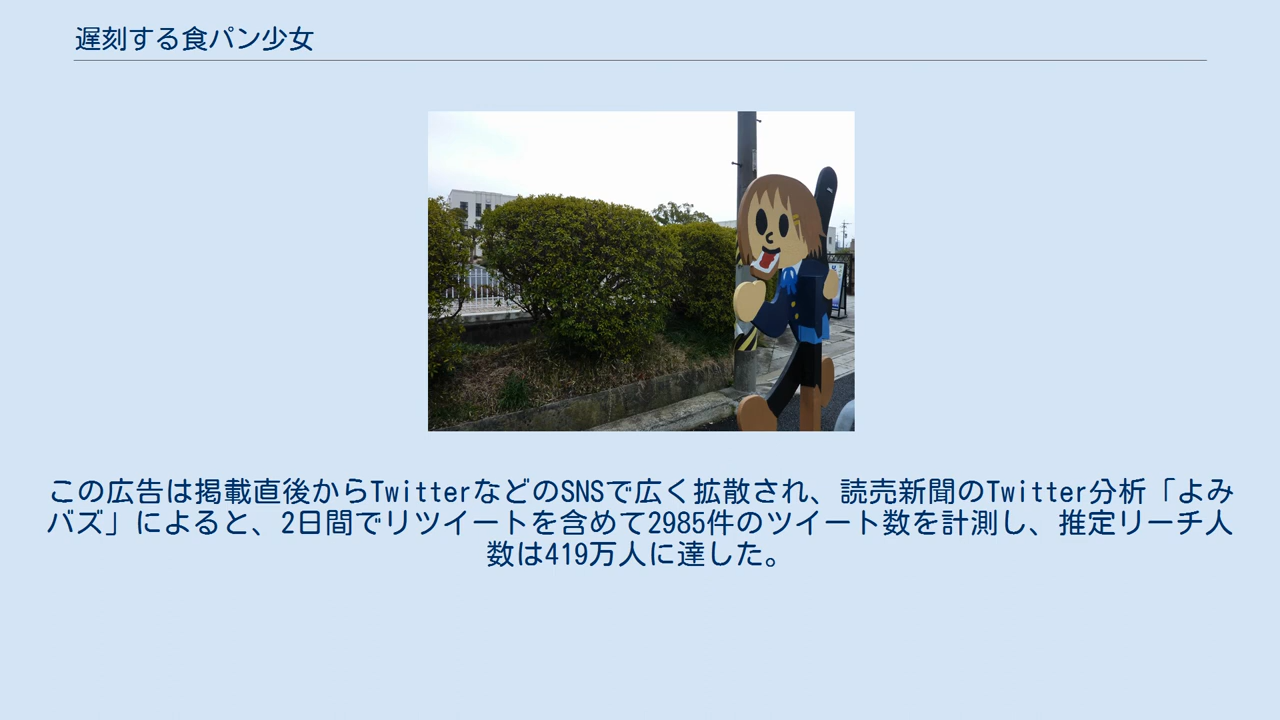 遅刻する食パン少女
この広告は掲載直後からTwitterなどのSNSで広く拡散され、読売新聞のTwitter分析「よみ
バズ」によると、2日間でリツイートを含めて2985件のツイート数を計測し、推定リーチ人
数は419万人に達した。